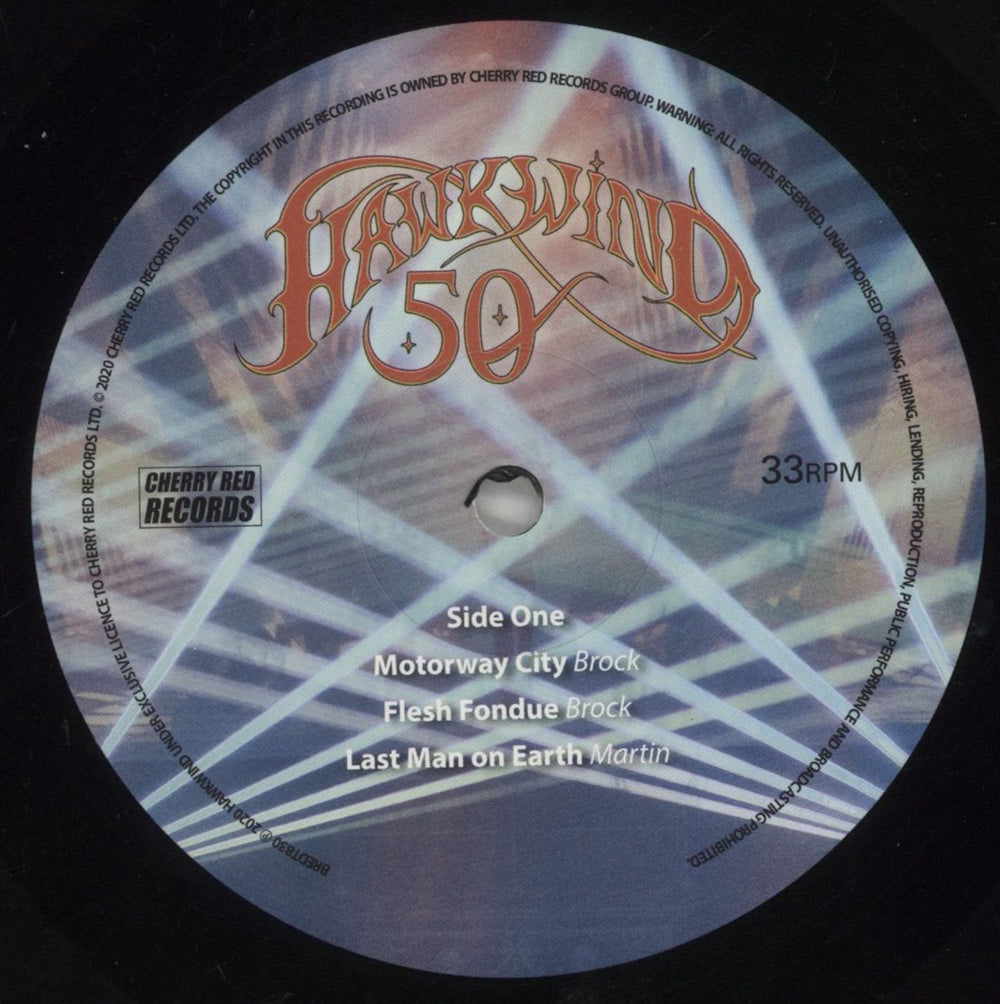 HAWKWIND
50
CHERRY RED
RECORDS
33RPM
Side One
Motorway City Brock
Flesh Fondue Brock
Last Man on Earth Martin
BREDT830 ℗ 2020 HAWKWIND UNDER EXCLUSIVE LICENCE TO CHERRY RED RECORDS LTD. © 2020 CHERRY RED RECORDS LTD. THE COPYRIGHT IN THIS RECORDING IS OWNED BY CHERRY RED RECORDS GROUP. WARNING: ALL RIGHTS RESERVED. UNAUTHORISED COPYING, HIRING, LENDING, REPRODUCTION, PUBLIC PERFORMANCE AND BROADCASTING PROHIBITED.